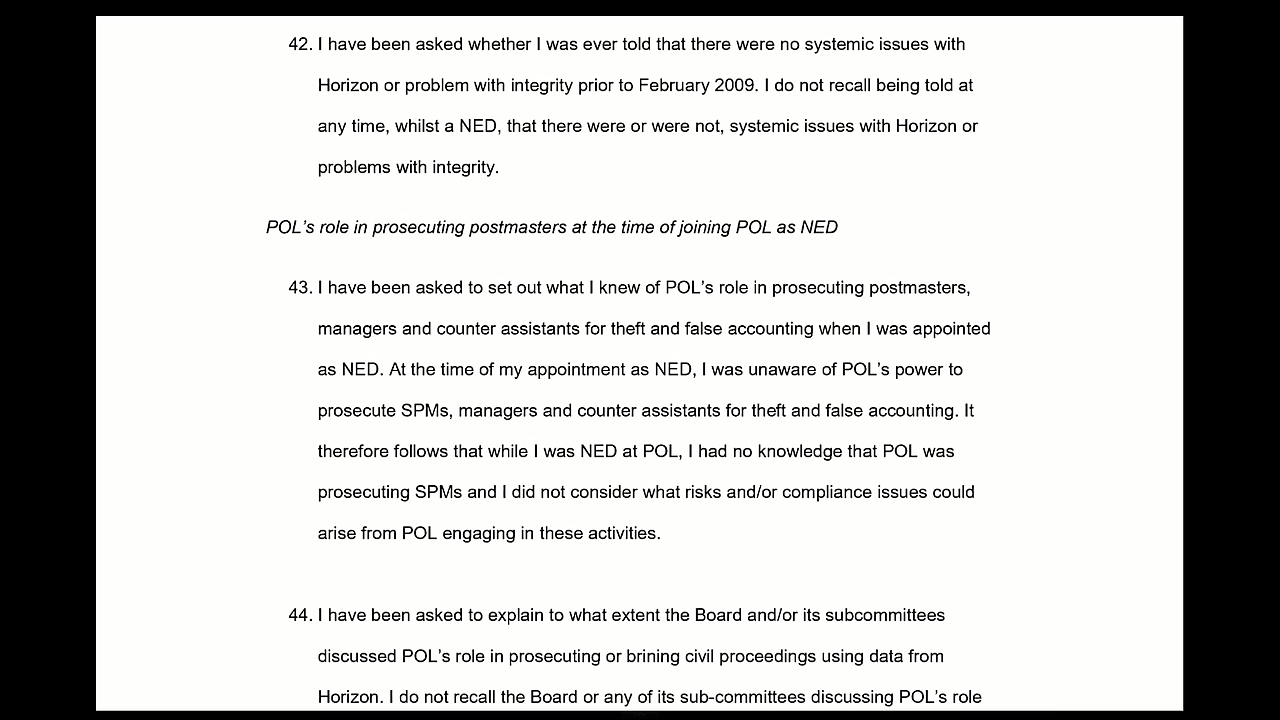 42. I have been asked whether I was ever told that there were no systemic issues with
Horizon or problem with integrity prior to February 2009. I do not recall being told at
any time, whilst a NED, that there were or were not, systemic issues with Horizon or
problems with integrity.
POL’s role in prosecuting postmasters at the time of joining POL as NED
43. I have been asked to set out what I knew of POL’s role in prosecuting postmasters,
managers and counter assistants for theft and false accounting when I was appointed
as NED. At the time of my appointment as NED, I was unaware of POL’s power to
prosecute SPMs, managers and counter assistants for theft and false accounting. It
therefore follows that while I was NED at POL, I had no knowledge that POL was
prosecuting SPMs and I did not consider what risks and/or compliance issues could
arise from POL engaging in these activities.
44. I have been asked to explain to what extent the Board and/or its subcommittees
discussed POL’s role in prosecuting or brining civil proceedings using data from
Horizon. I do not recall the Board or any of its sub-committees discussing POL’s role